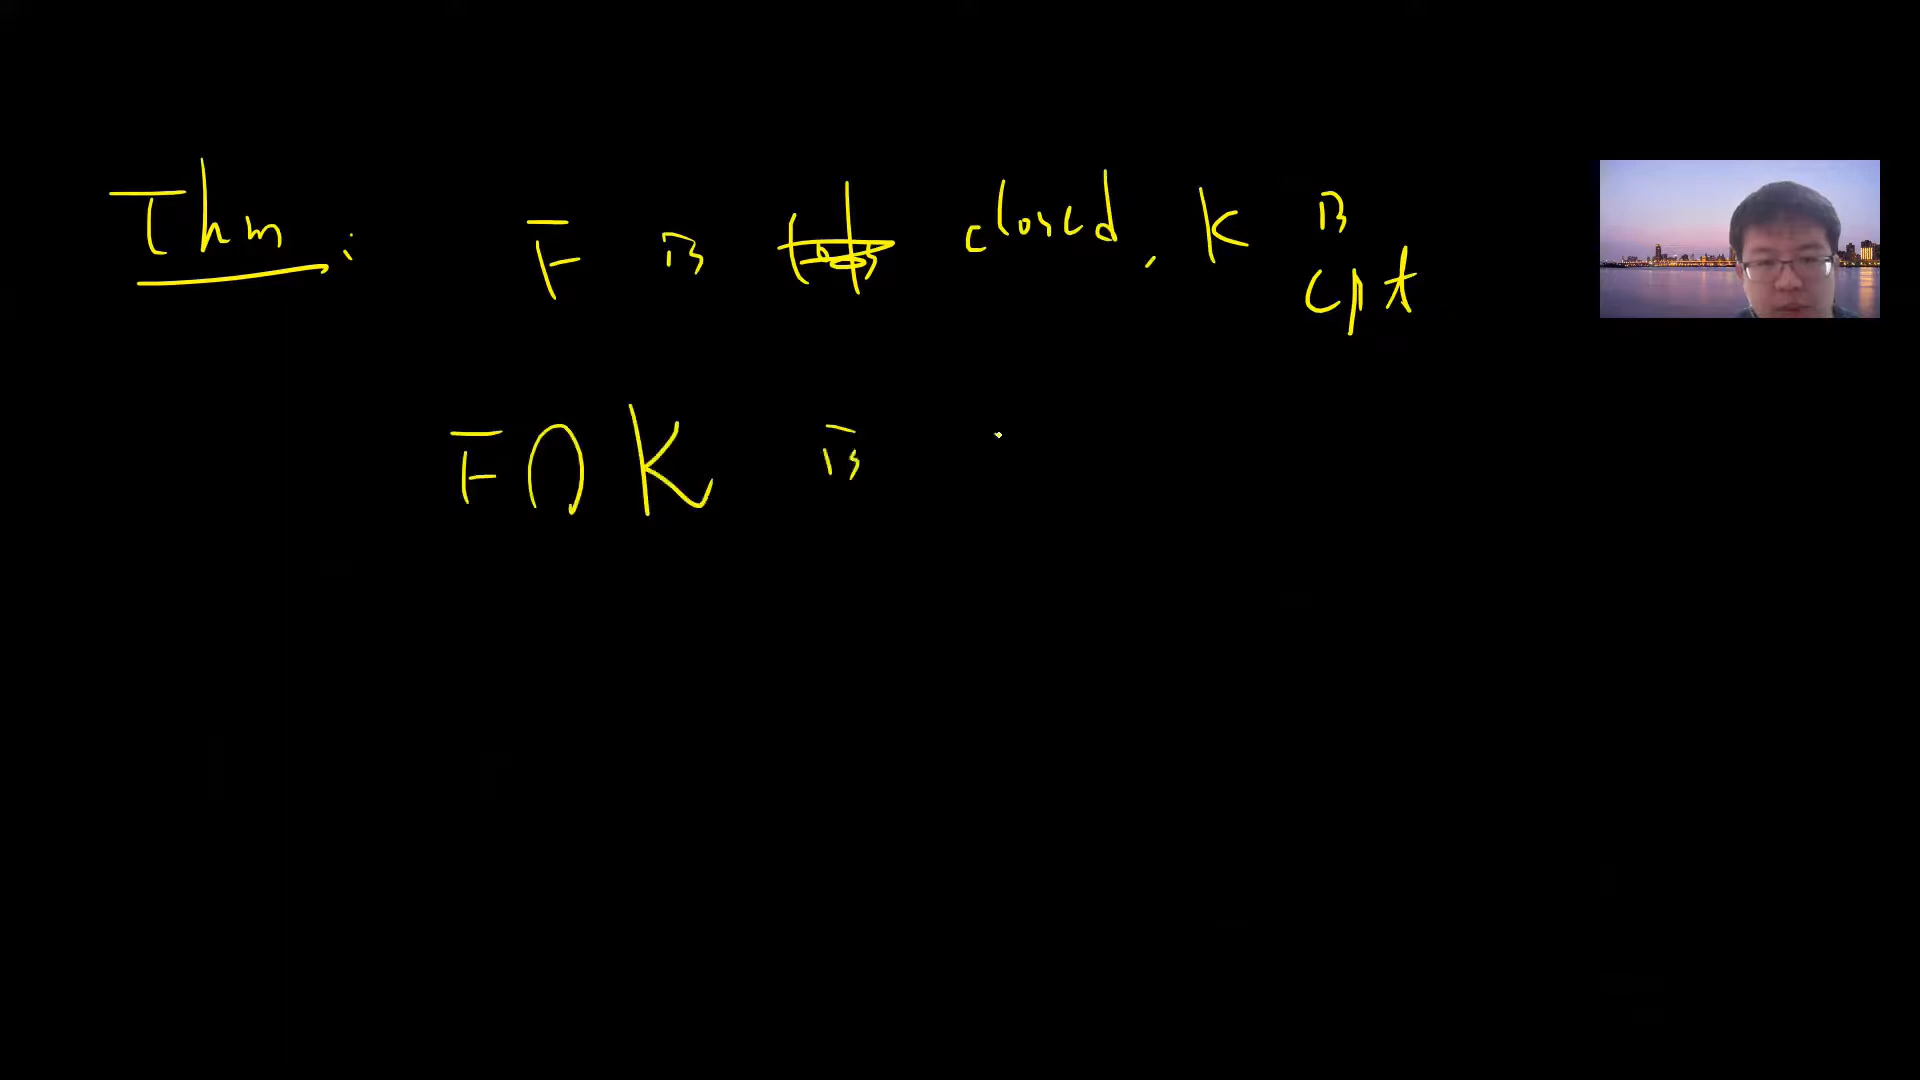 Thm: F is closed, K is
cpt
F∩K is